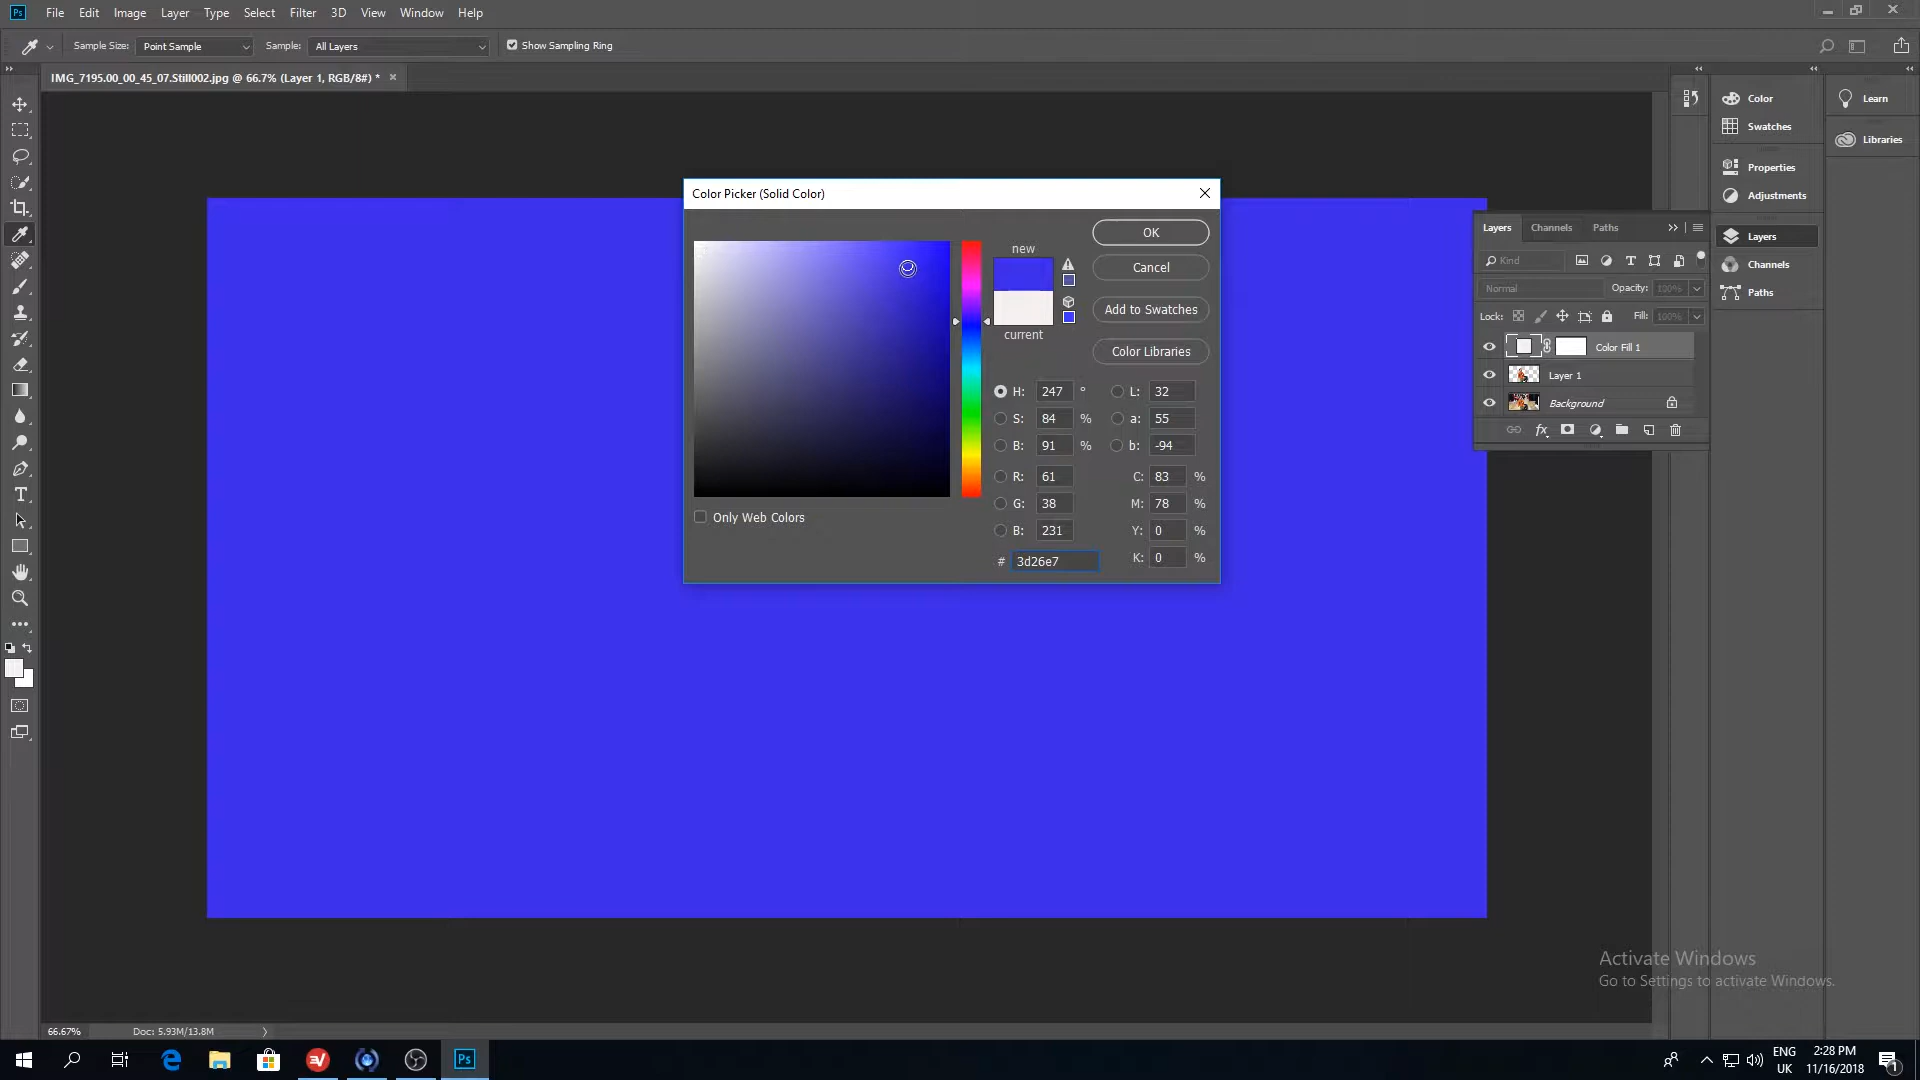 Ps File Edit Image Layer Type Select Filter 3D View Window Help
Sample Size: Point Sample Sample: All Layers Show Sampling Ring
IMG_7195.00_00_45_07.Still002.jpg @ 66.7% (Layer 1, RGB/8#) *
Color Learn
Swatches
Libraries
Properties
Adjustments
Layers
Channels
Paths
Color Picker (Solid Color)
new
current
OK
Cancel
Add to Swatches
Color Libraries
H: 247 ° L: 32
S: 84 % a: 55
B: 91 % b: -94
R: 61 C: 83 %
G: 38 M: 78 %
B: 231 Y: 0 %
# 3d26e7 K: 0 %
Only Web Colors
Layers Channels Paths
Kind
Normal Opacity: 100%
Lock: Fill: 100%
Color Fill 1
Layer 1
Background
fx
T
Activate Windows
Go to Settings to activate Windows.
66.67% Doc: 5.93M/13.8M
Ps
ENG 2:28 PM
UK 11/16/2018
1